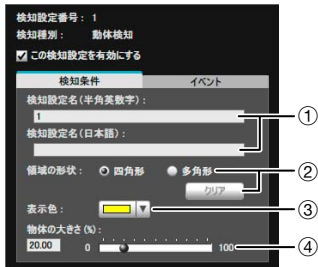 検知設定番号： 1
検知種別： 動体検知
この検知設定を有効にする
検知条件 イベント
検知設定名(半角英数字)：
1 ①
検知設定名(日本語)：
領域の形状： 四角形 多角形 ②
クリア
表示色： ③
物体の大きさ(%)：
20.00 0 100 ④